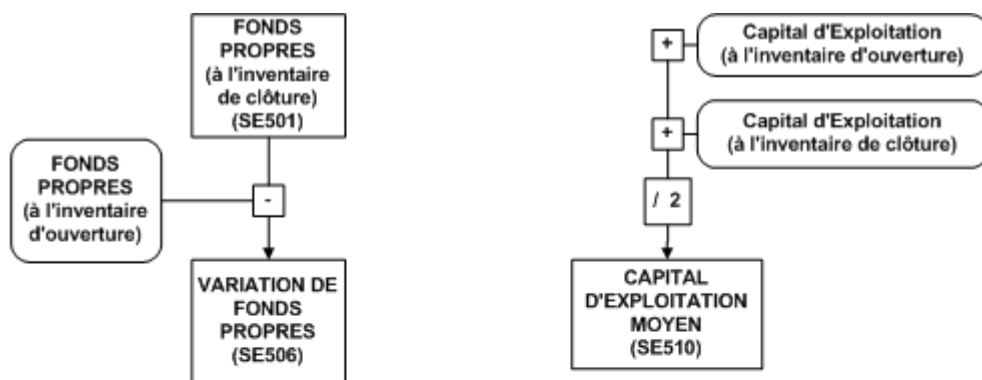 FONDS
PROPRES
(à l'inventaire
de clôture)
(SE501)
FONDS
PROPRES
(à l'inventaire
d'ouverture)
-
VARIATION DE
FONDS
PROPRES
(SE506)
+
Capital d'Exploitation
(à l'inventaire d'ouverture)
+
Capital d'Exploitation
(à l'inventaire de clôture)
/ 2
CAPITAL
D'EXPLOITATION
MOYEN
(SE510)